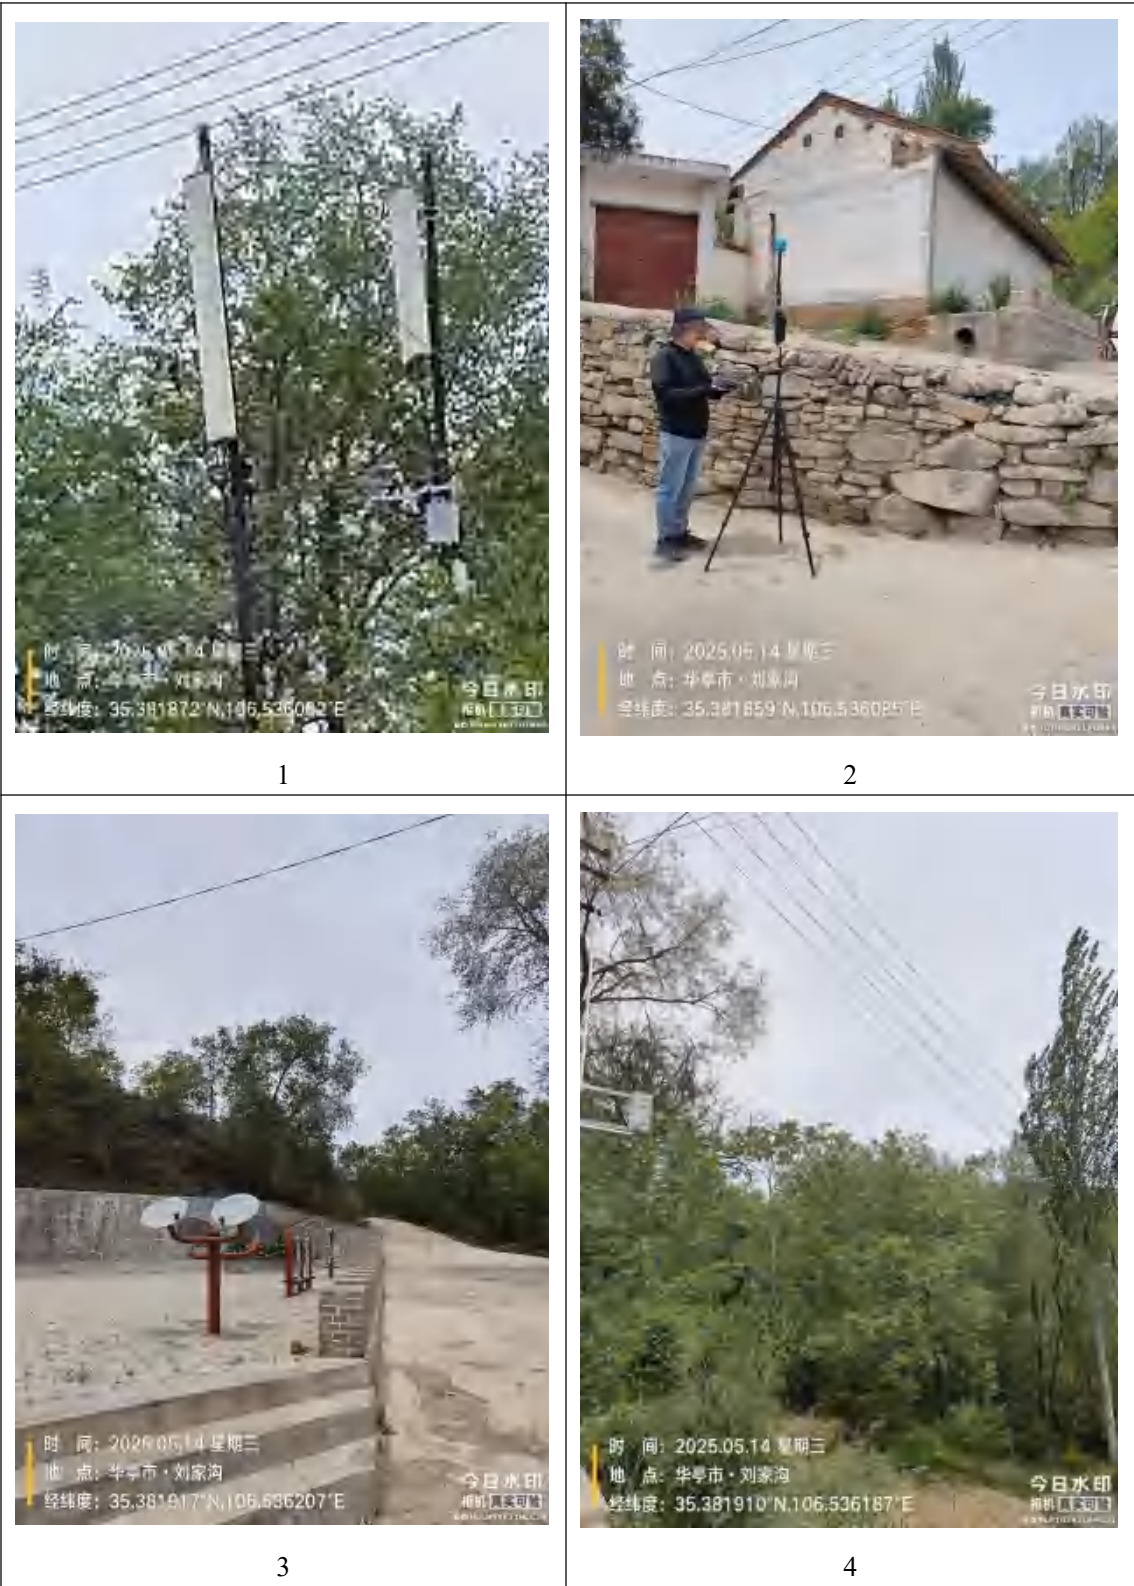 时 间：2025.05.14 星期三
地 点：华亭市·刘家沟
经纬度：35.381872°N,106.536082°E
今日水印
相机
1
时 间：2025.05.14 星期三
地 点：华亭市·刘家沟
经纬度：35.381859°N,106.536085°E
今日水印
相机 真实可验
2
时 间：2025.05.14 星期三
地 点：华亭市·刘家沟
经纬度：35.381917°N,106.536207°E
今日水印
相机 真实可验
3
时 间：2025.05.14 星期三
地 点：华亭市·刘家沟
经纬度：35.381910°N,106.536187°E
今日水印
相机 真实可验
4